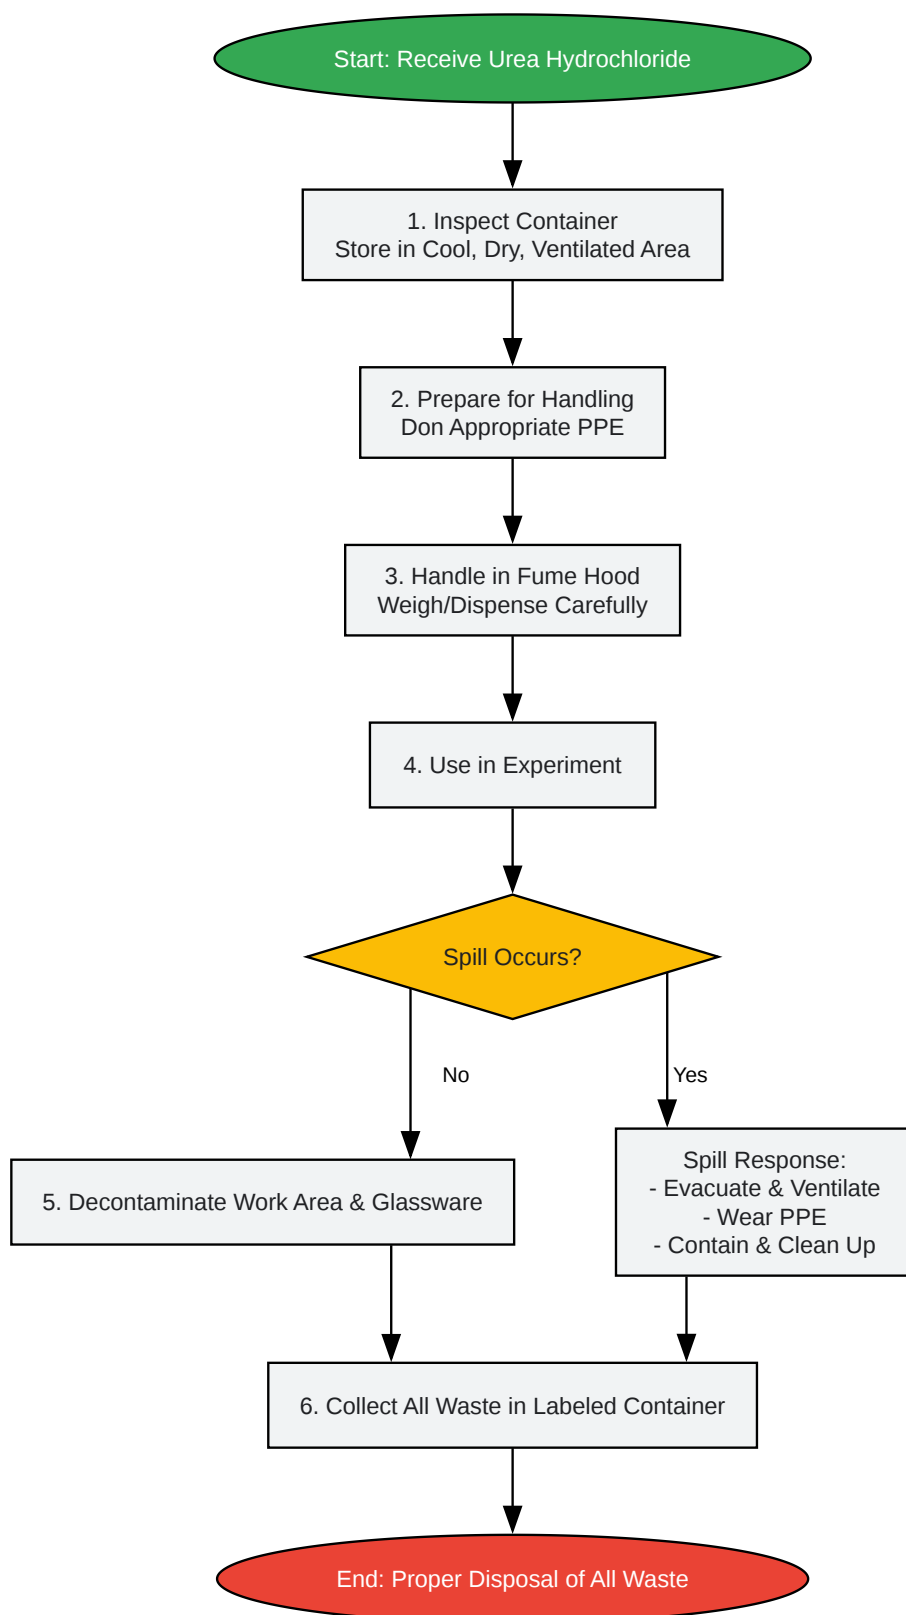 Start: Receive Urea Hydrochloride
1. Inspect Container
Store in Cool, Dry, Ventilated Area
2. Prepare for Handling
Don Appropriate PPE
3. Handle in Fume Hood
Weigh/Dispense Carefully
4. Use in Experiment
Spill Occurs?
No
Yes
5. Decontaminate Work Area & Glassware
Spill Response:
- Evacuate & Ventilate
- Wear PPE
- Contain & Clean Up
6. Collect All Waste in Labeled Container
End: Proper Disposal of All Waste